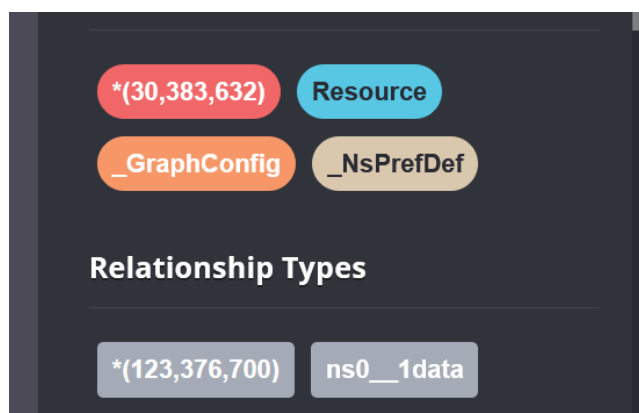 *(30,383,632) Resource
_GraphConfig _NsPrefDef
Relationship Types
*(123,376,700) ns0__1data